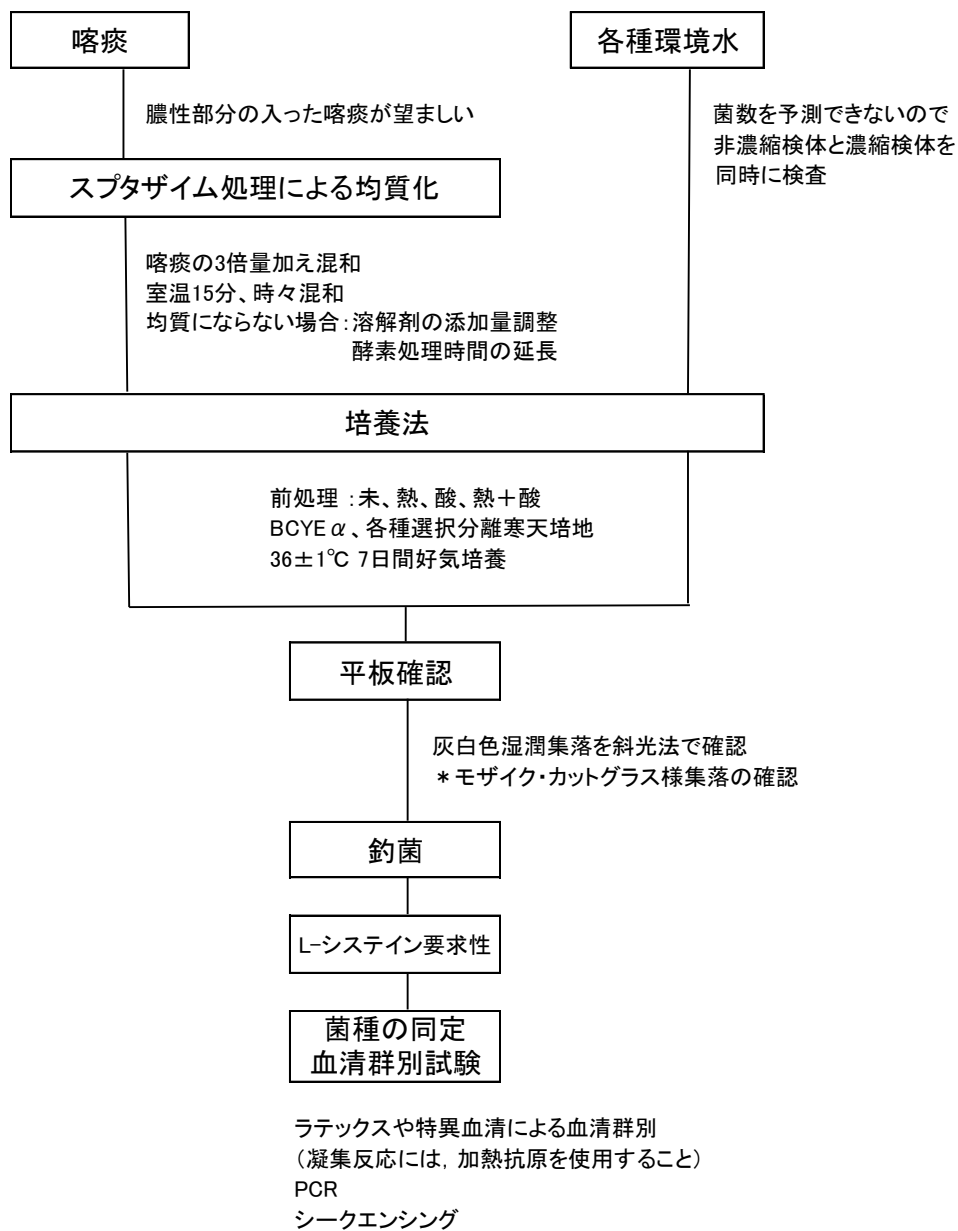 喀痰
各種環境水
膿性部分の入った喀痰が望ましい
菌数を予測できないので
非濃縮検体と濃縮検体を
同時に検査
スプタザイム処理による均質化
喀痰の3倍量加え混和
室温15分、時々混和
均質にならない場合:溶解剤の添加量調整
酵素処理時間の延長
培養法
前処理:未、熱、酸、熱+酸
BCYEα、各種選択分離寒天培地
36±1℃ 7日間好気培養
平板確認
灰白色湿潤集落を斜光法で確認
*モザイク・カットグラス様集落の確認
釣菌
L-システイン要求性
菌種の同定
血清群別試験
ラテックスや特異血清による血清群別
(凝集反応には,加熱抗原を使用すること)
PCR
シークエンシング